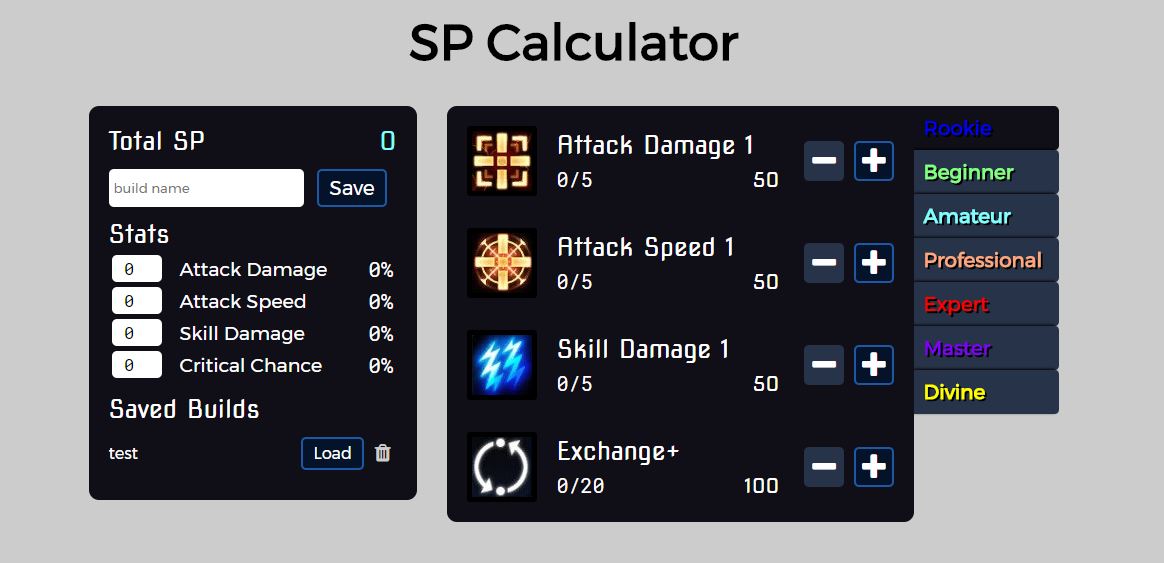 SP Calculator
Total SP 0
build name Save
Stats
0 Attack Damage 0%
0 Attack Speed 0%
0 Skill Damage 0%
0 Critical Chance 0%
Saved Builds
test Load
Attack Damage 1
0/5 50
Attack Speed 1
0/5 50
Skill Damage 1
0/5 50
Exchange+
0/20 100
Rookie
Beginner
Amateur
Professional
Expert
Master
Divine